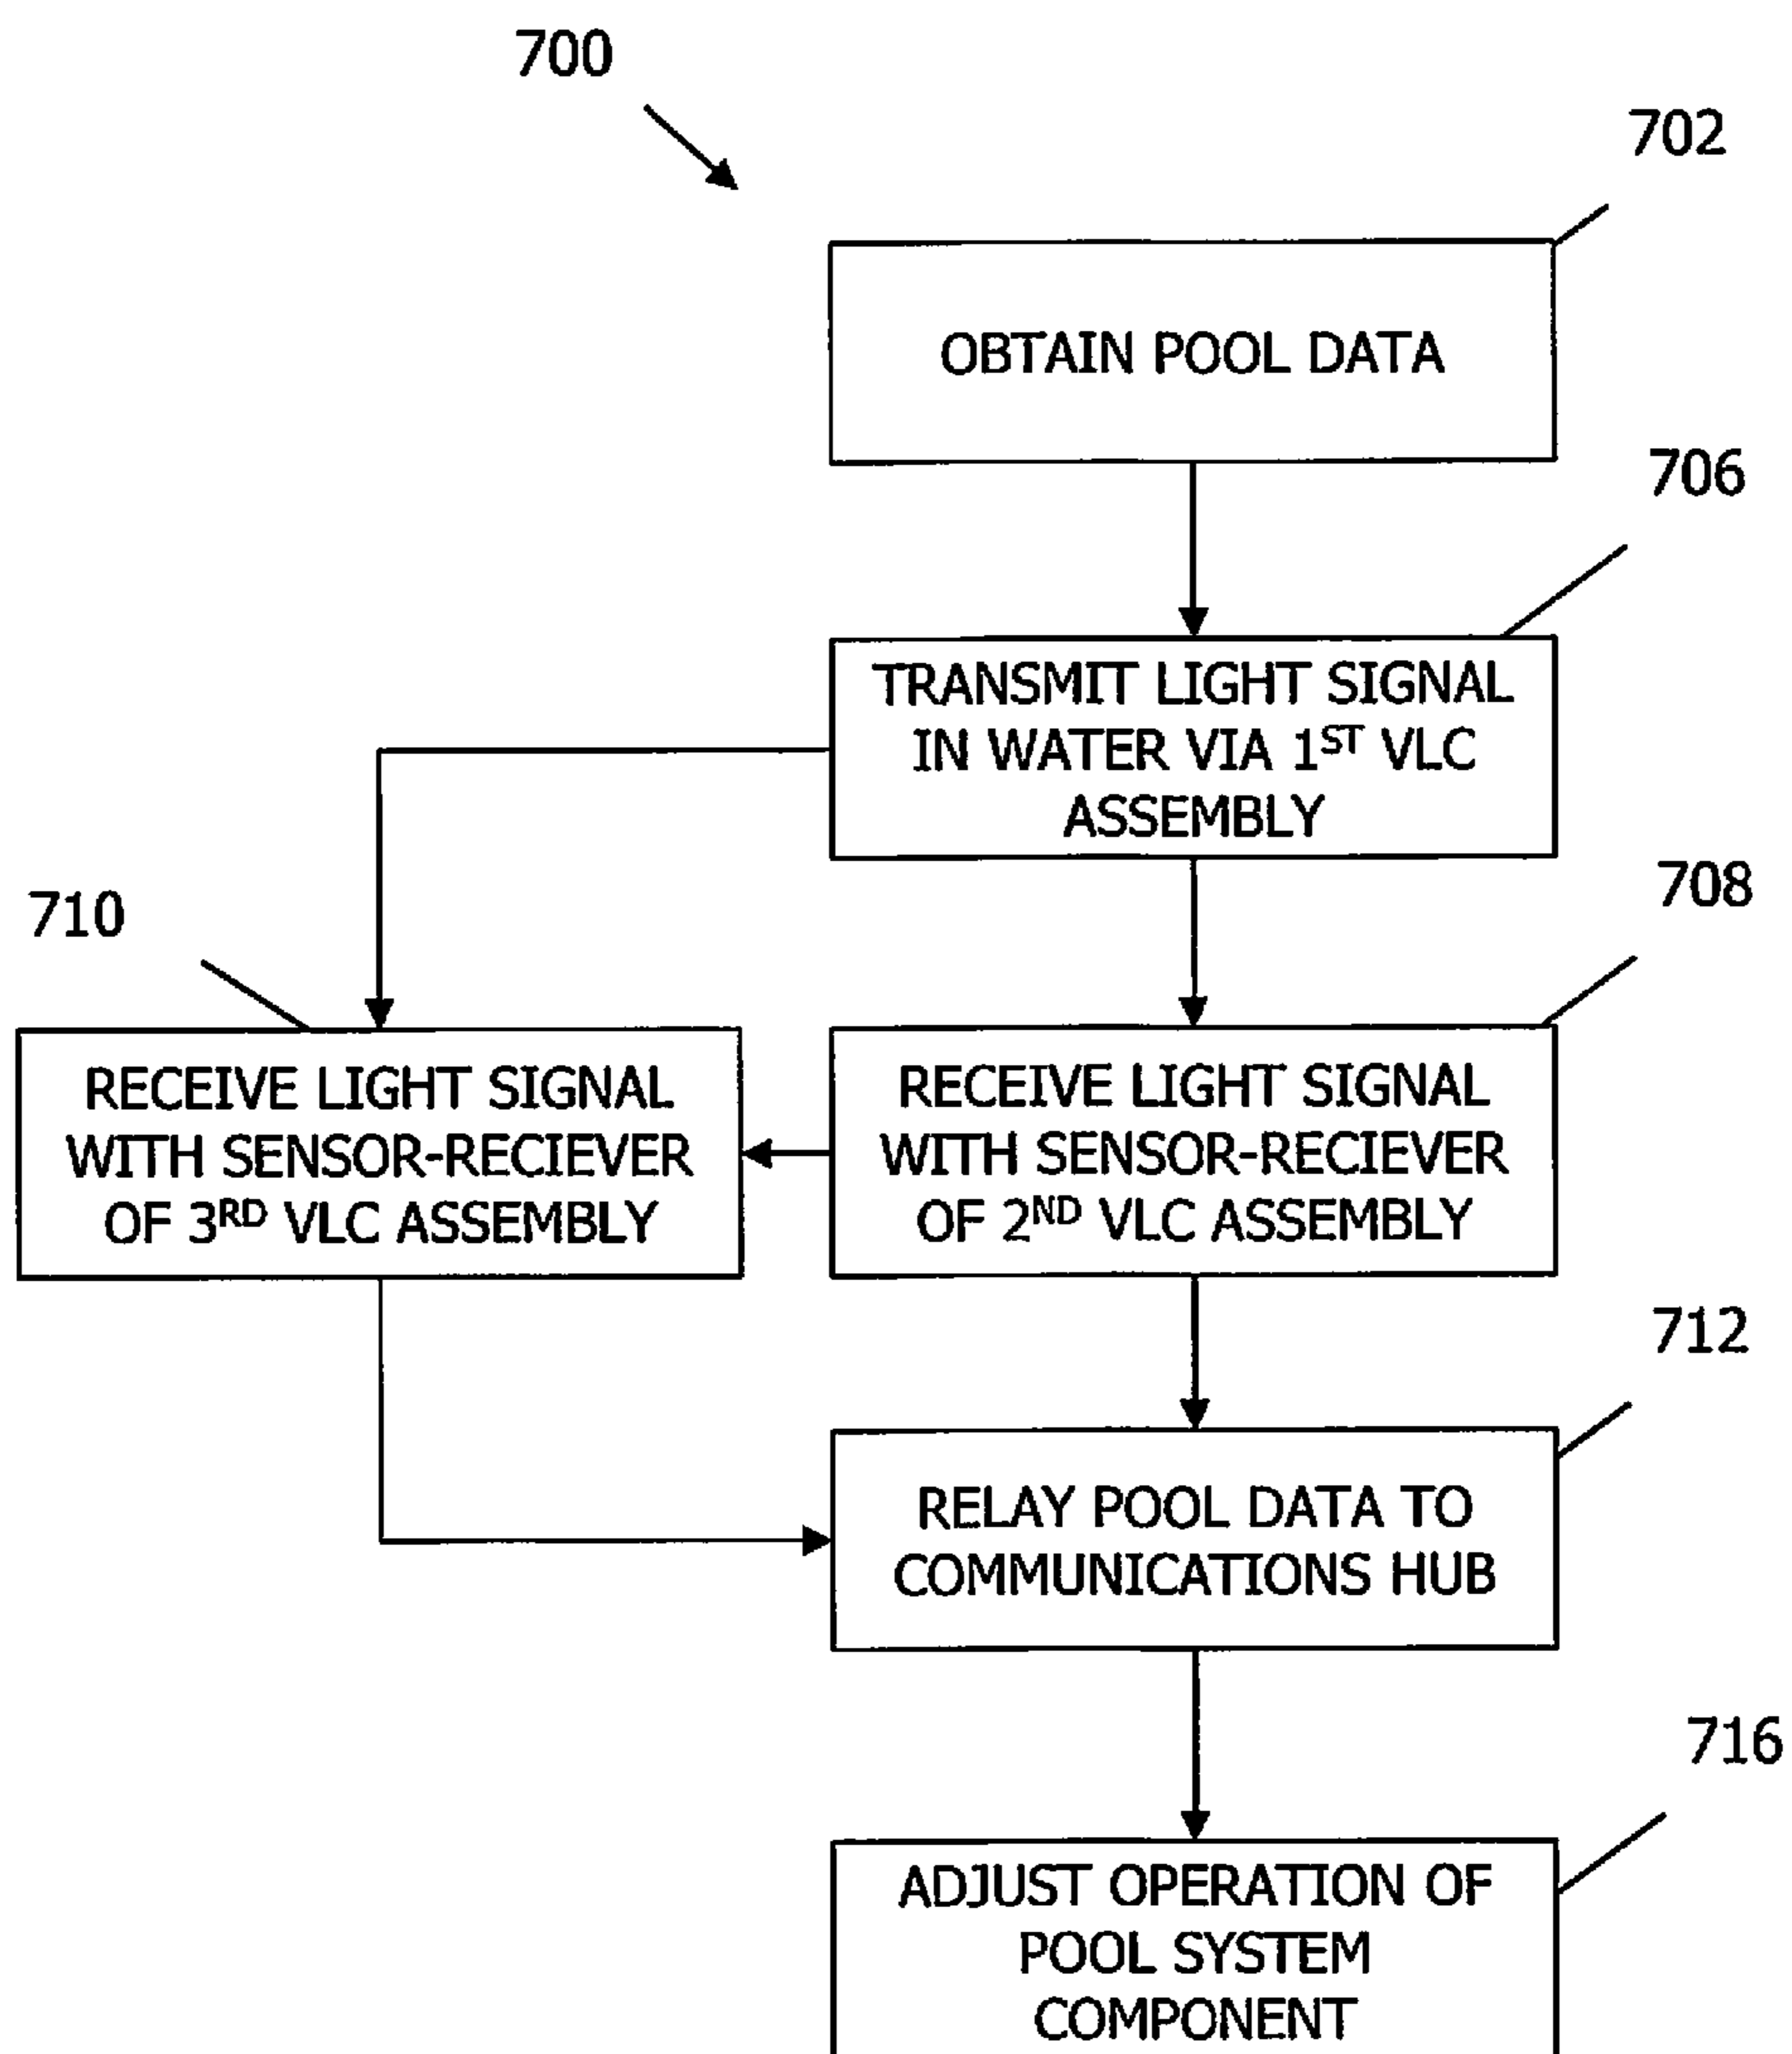 700
702
OBTAIN POOL DATA
706
TRANSMIT LIGHT SIGNAL
IN WATER VIA 1ST VLC
ASSEMBLY
708
710
RECEIVE LIGHT SIGNAL
WITH SENSOR-RECIEVER
OF 3RD VLC ASSEMBLY
RECEIVE LIGHT SIGNAL
WITH SENSOR-RECIEVER
OF 2ND VLC ASSEMBLY
712
RELAY POOL DATA TO
COMMUNICATIONS HUB
716
ADJUST OPERATION OF
POOL SYSTEM
COMPONENT